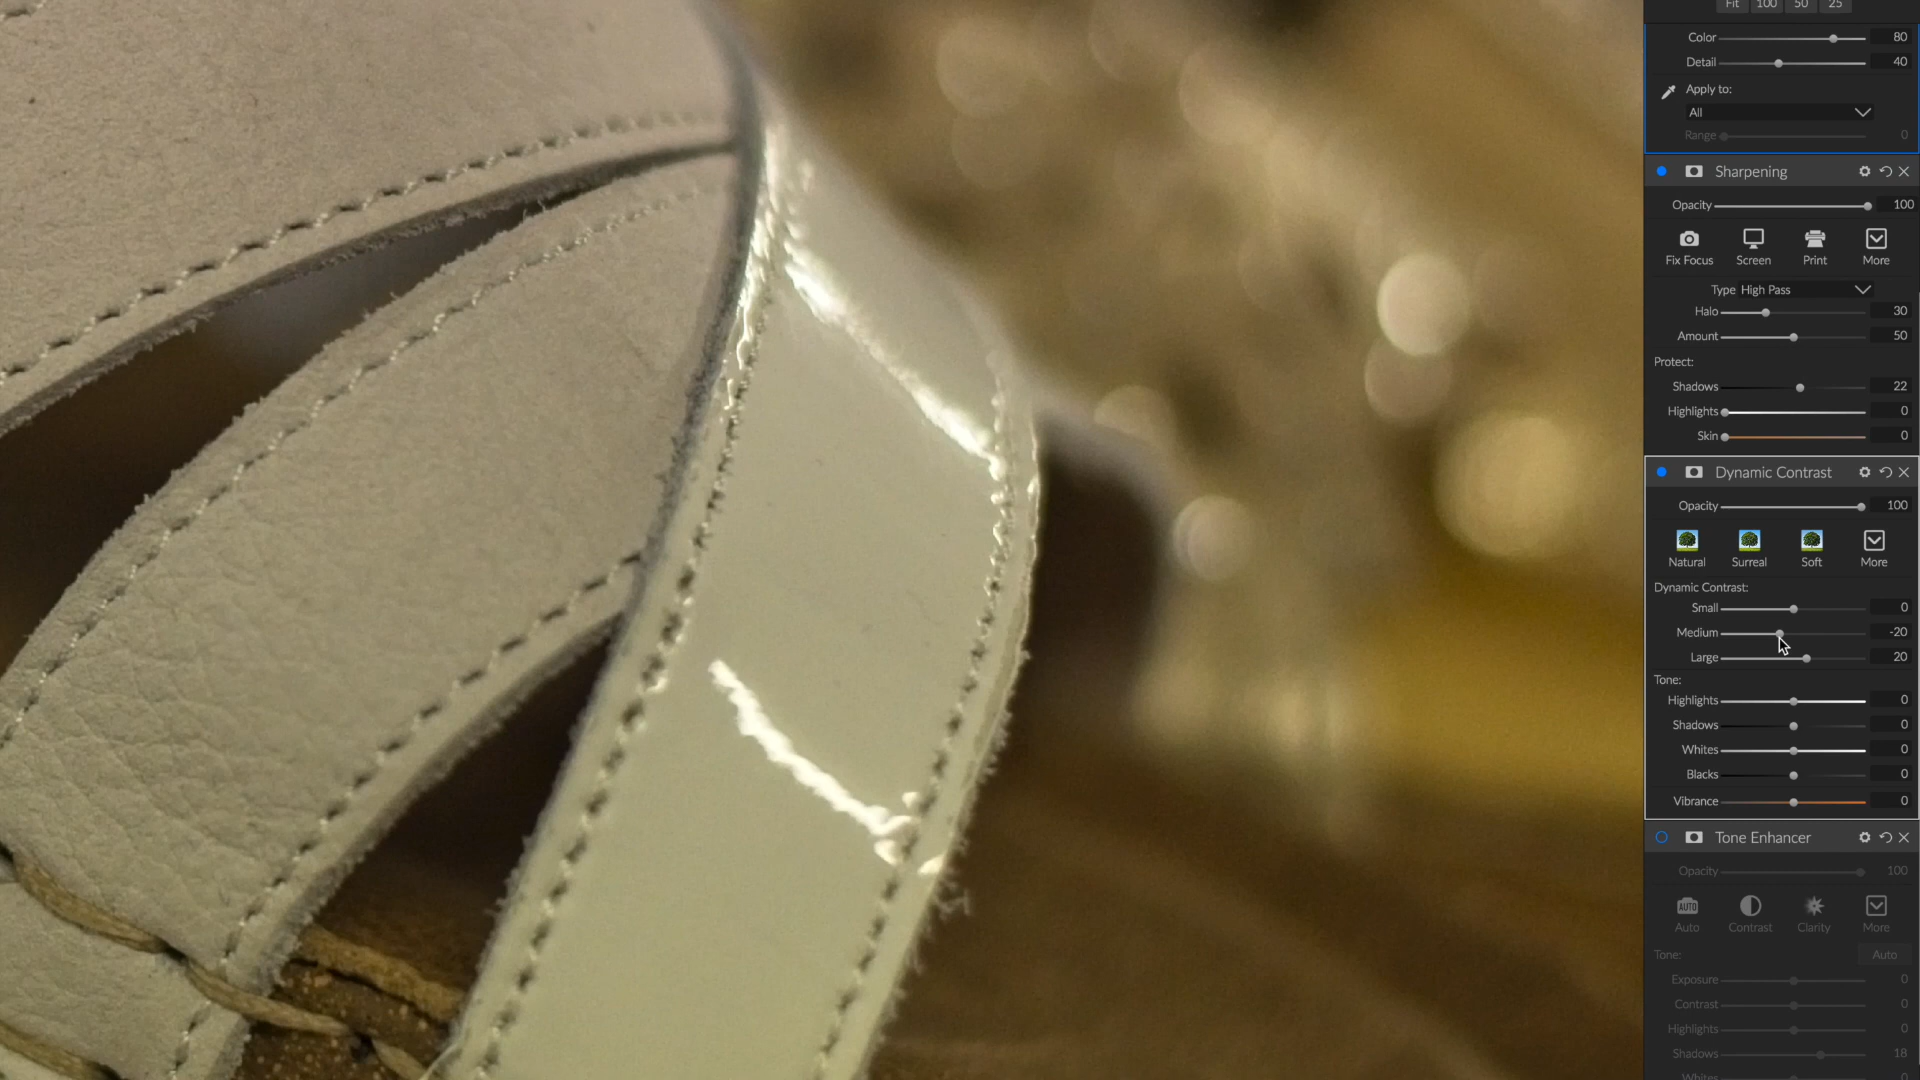 Fit 100 50 25
Color 80
Detail 40
Apply to:
All
Range 0
Sharpening
Opacity 100
Fix Focus Screen Print More
Type High Pass
Halo 30
Amount 50
Protect:
Shadows 22
Highlights 0
Skin 0
Dynamic Contrast
Opacity 100
Natural Surreal Soft More
Dynamic Contrast:
Small 0
Medium -20
Large 20
Tone:
Highlights 0
Shadows 0
Whites 0
Blacks 0
Vibrance 0
Tone Enhancer
Opacity 100
AUTO
Auto Contrast Clarity More
Tone: Auto
Exposure 0
Contrast 0
Highlights 0
Shadows 18
Whites 0